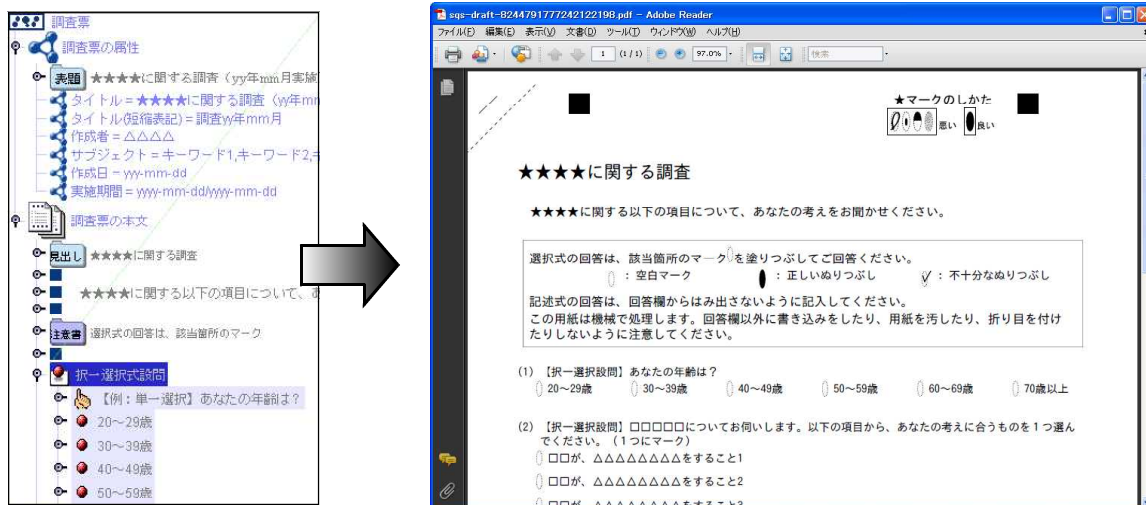 調査票
調査票の属性
表題 ★★★★に関する調査（yy年mm月実施
タイトル = ★★★★に関する調査（yy年mm
タイトル(短縮表記) = 調査yy年mm月
作成者 = △△△△
サブジェクト = キーワード1,キーワード2,キ
作成日 = yyyy-mm-dd
実施期間 = yyyy-mm-dd/yyyy-mm-dd
調査票の本文
見出し ★★★★に関する調査
★★★★に関する以下の項目について、あ
注意書 選択式の回答は、該当箇所のマーク
択一選択式設問
【例：単一選択】あなたの年齢は？
20～29歳
30～39歳
40～49歳
50～59歳
sqs-draft-8244791777242122198.pdf - Adobe Reader
ファイル(F) 編集(E) 表示(V) 文書(D) ツール(T) ウィンドウ(W) ヘルプ(H)
1 (1/1) 97.0% 検索
★マークのしかた
悪い 良い
★★★★に関する調査
★★★★に関する以下の項目について、あなたの考えをお聞かせください。
選択式の回答は、該当箇所のマークを塗りつぶしてご回答ください。
：空白マーク ：正しいぬりつぶし ：不十分なぬりつぶし
記述式の回答は、回答欄からはみ出さないように記入してください。
この用紙は機械で処理します。回答欄以外に書き込みをしたり、用紙を汚したり、折り目を付け
たりしないように注意してください。
(1) 【択一選択設問】あなたの年齢は？
20～29歳 30～39歳 40～49歳 50～59歳 60～69歳 70歳以上
(2) 【択一選択設問】□□□□□についてお伺いします。以下の項目から、あなたの考えに合うものを１つ選ん
でください。（１つにマーク）
□□が、△△△△△△△△をすること1
□□が、△△△△△△△△をすること2
□□が、△△△△△△△△をすること3